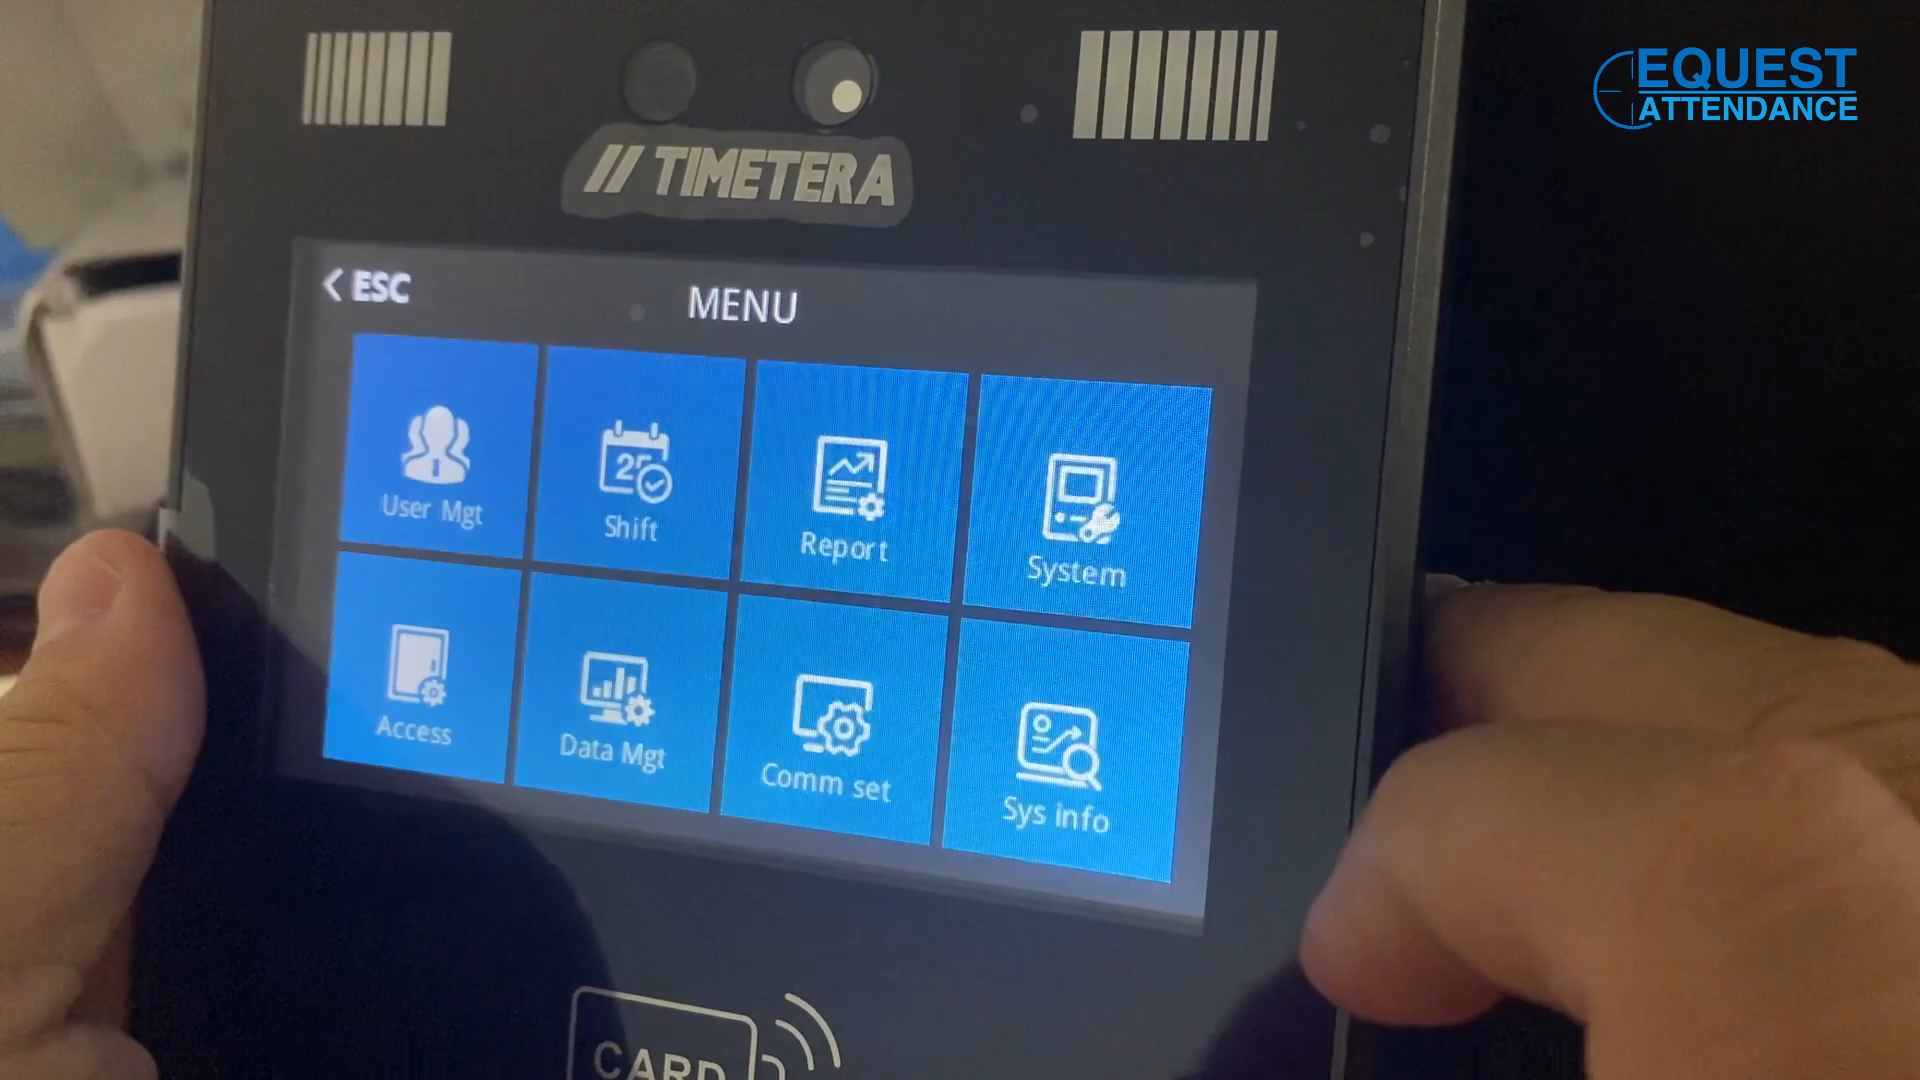 EQUEST
ATTENDANCE
// TIMETERA
< ESC
MENU
User Mgt
Shift
Report
System
Access
Data Mgt
Comm set
Sys info
CARD